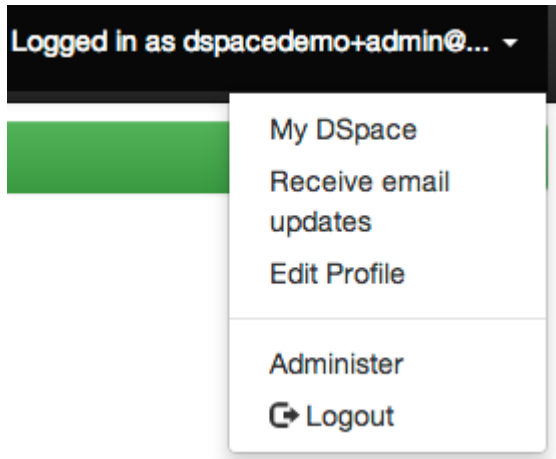 Logged in as dspacedemo+admin@...
My DSpace
Receive email
updates
Edit Profile
Administer
Logout